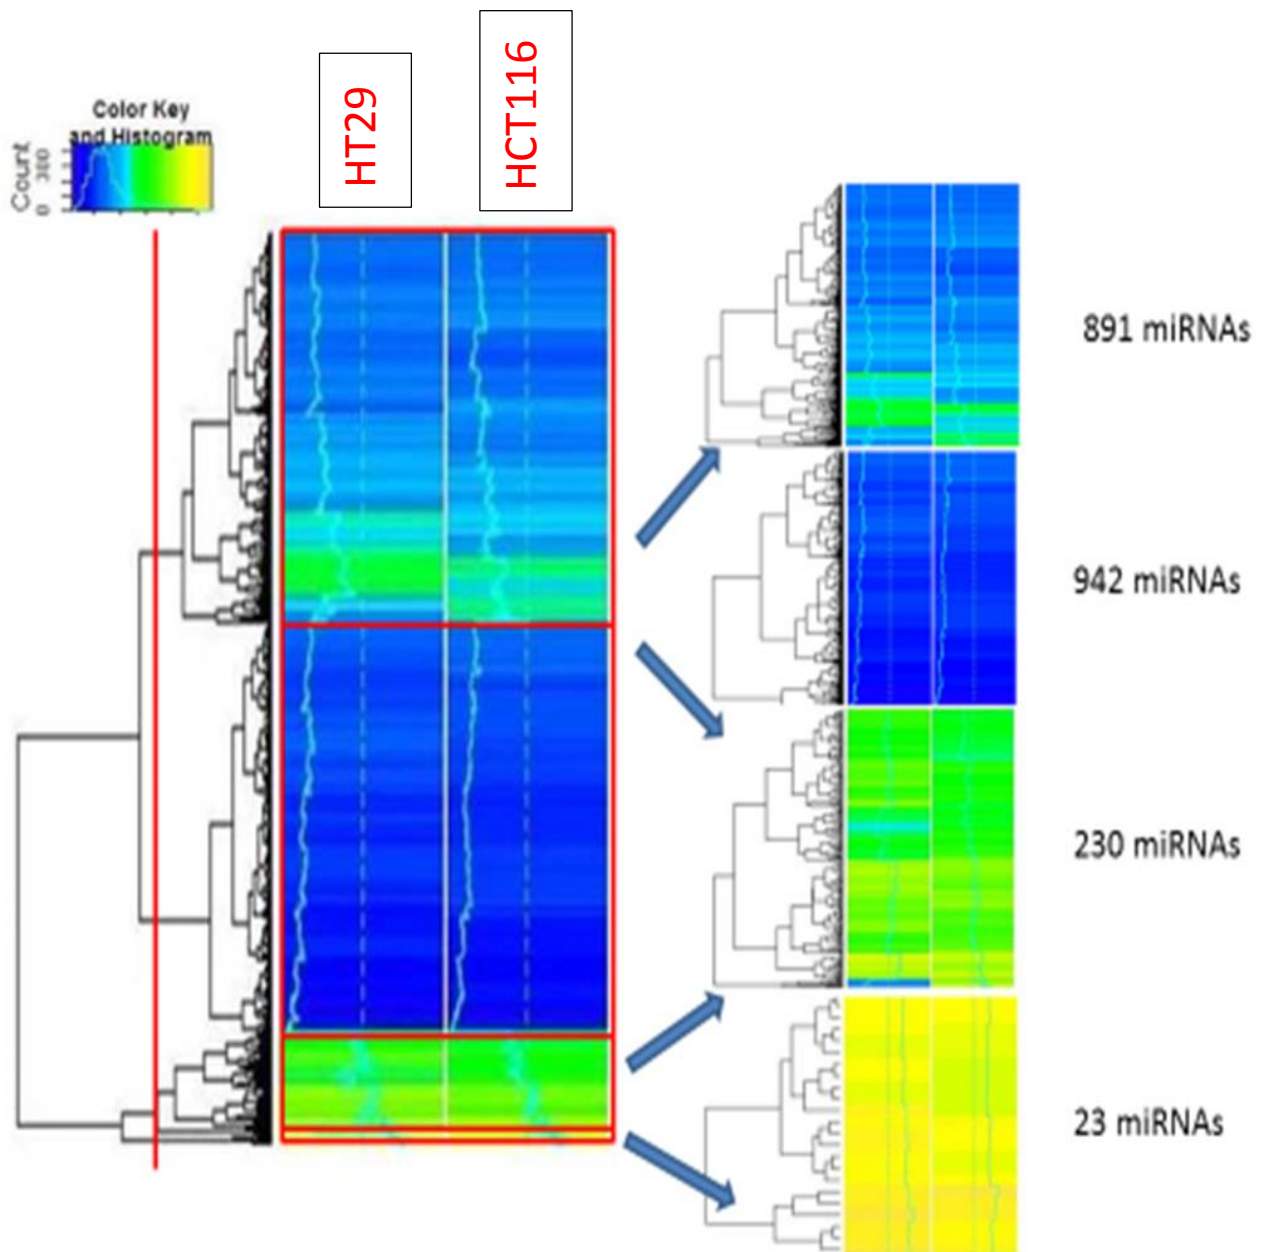 Color Key
and Histogram
Count
0 300
HT29
HCT116
891 miRNAs
942 miRNAs
230 miRNAs
23 miRNAs